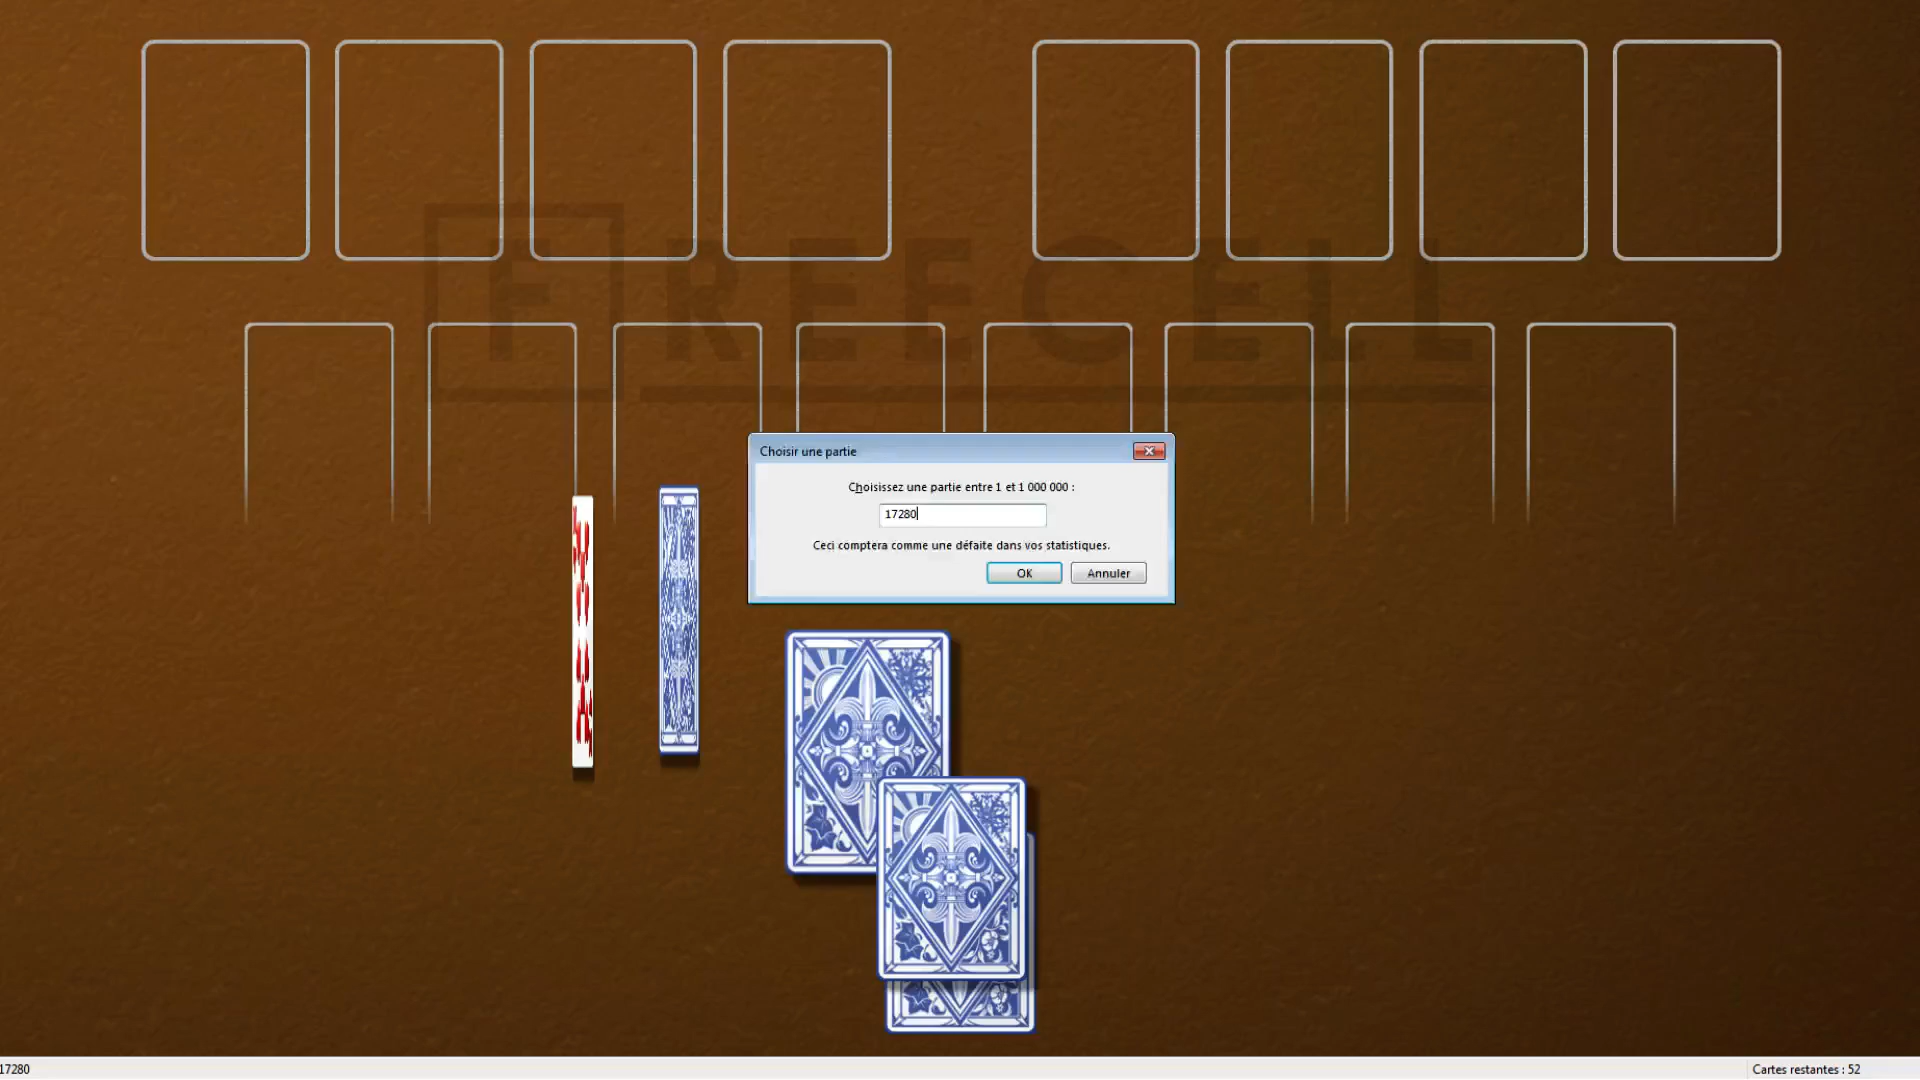 FREECELL
Choisir une partie
Choisissez une partie entre 1 et 1 000 000 :
17280
Ceci comptera comme une défaite dans vos statistiques.
OK
Annuler
17280
Cartes restantes : 52